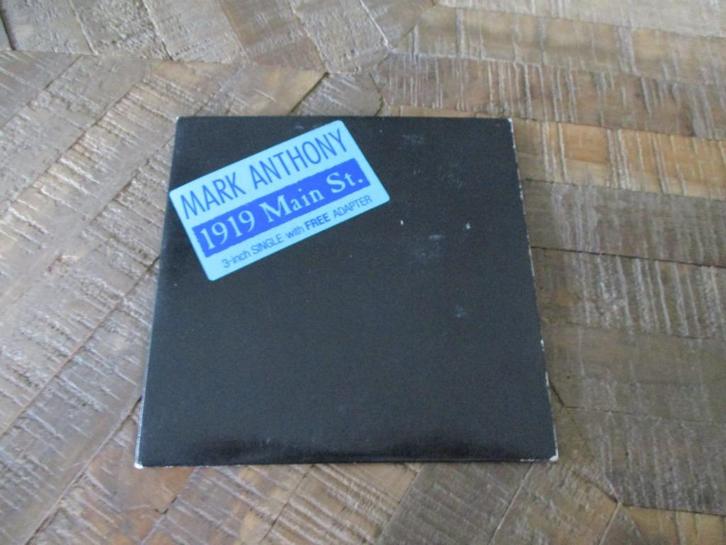 MARK ANTHONY
1919 Main St.
3-inch SINGLE with FREE ADAPTER